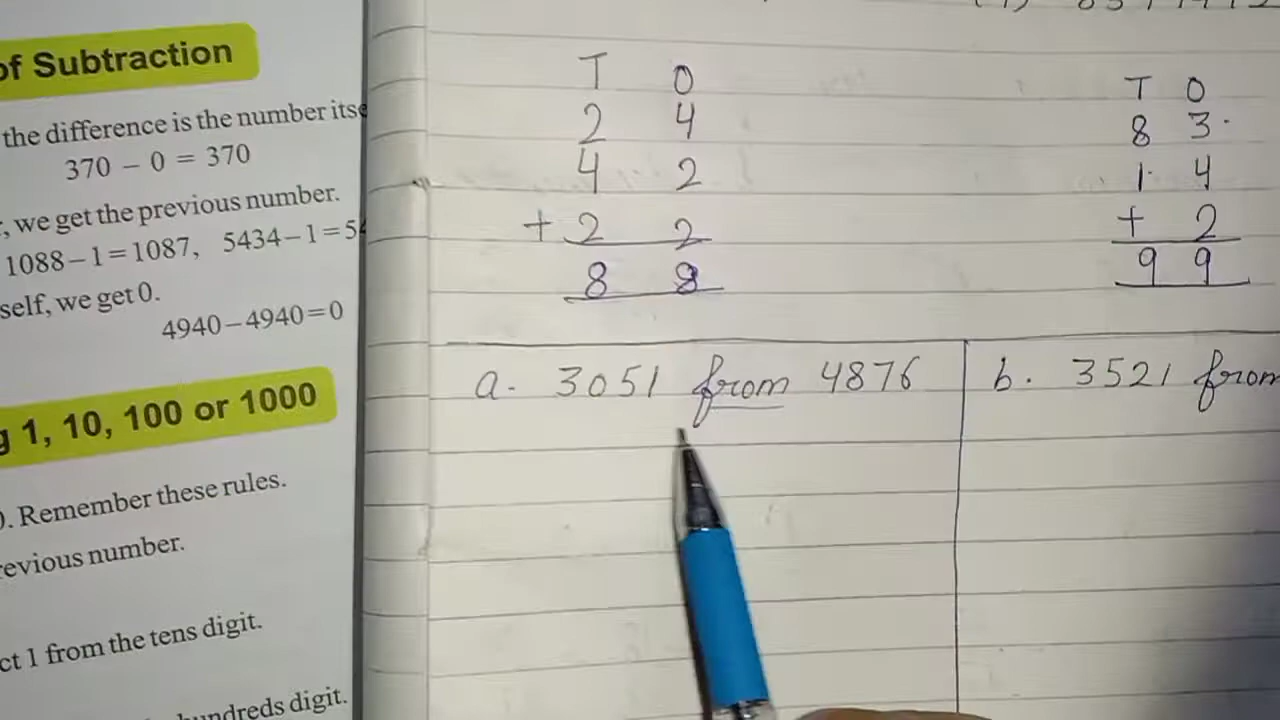 of Subtraction
the difference is the number itse
370 – 0 = 370
, we get the previous number.
1088–1=1087, 5434–1=54
self, we get 0.
4940–4940=0
g 1, 10, 100 or 1000
). Remember these rules.
revious number.
ct 1 from the tens digit.
hundreds digit.
T O
2 4
4 2
+ 2 2
8 8
T O
8 3
1 4
+ 2
9 9
a. 3051 from 4876
b. 3521 from